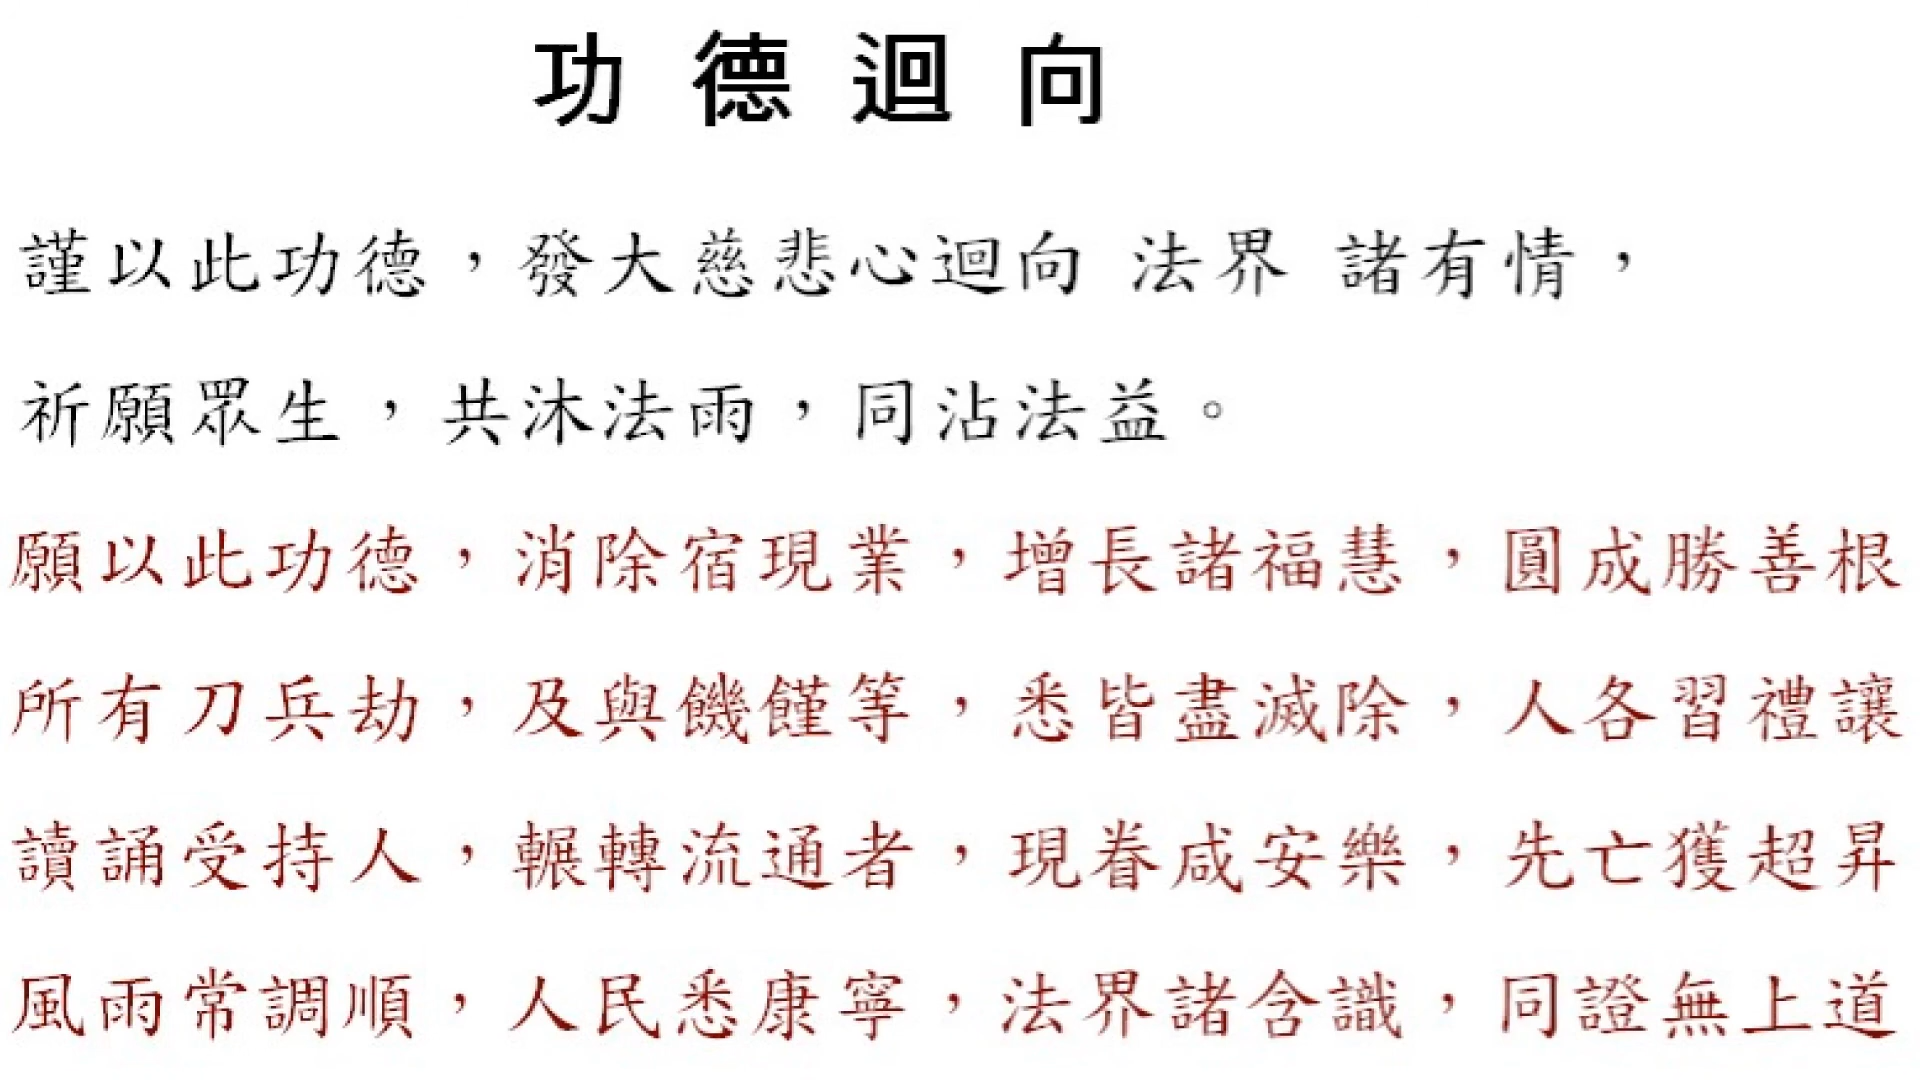 功德迴向
謹以此功德，發大慈悲心迴向 法界 諸有情，
祈願眾生，共沐法雨，同沾法益。
願以此功德，消除宿現業，增長諸福慧，圓成勝善根
所有刀兵劫，及與饑饉等，悉皆盡滅除，人各習禮讓
讀誦受持人，輾轉流通者，現眷咸安樂，先亡獲超昇
風雨常調順，人民悉康寧，法界諸含識，同證無上道